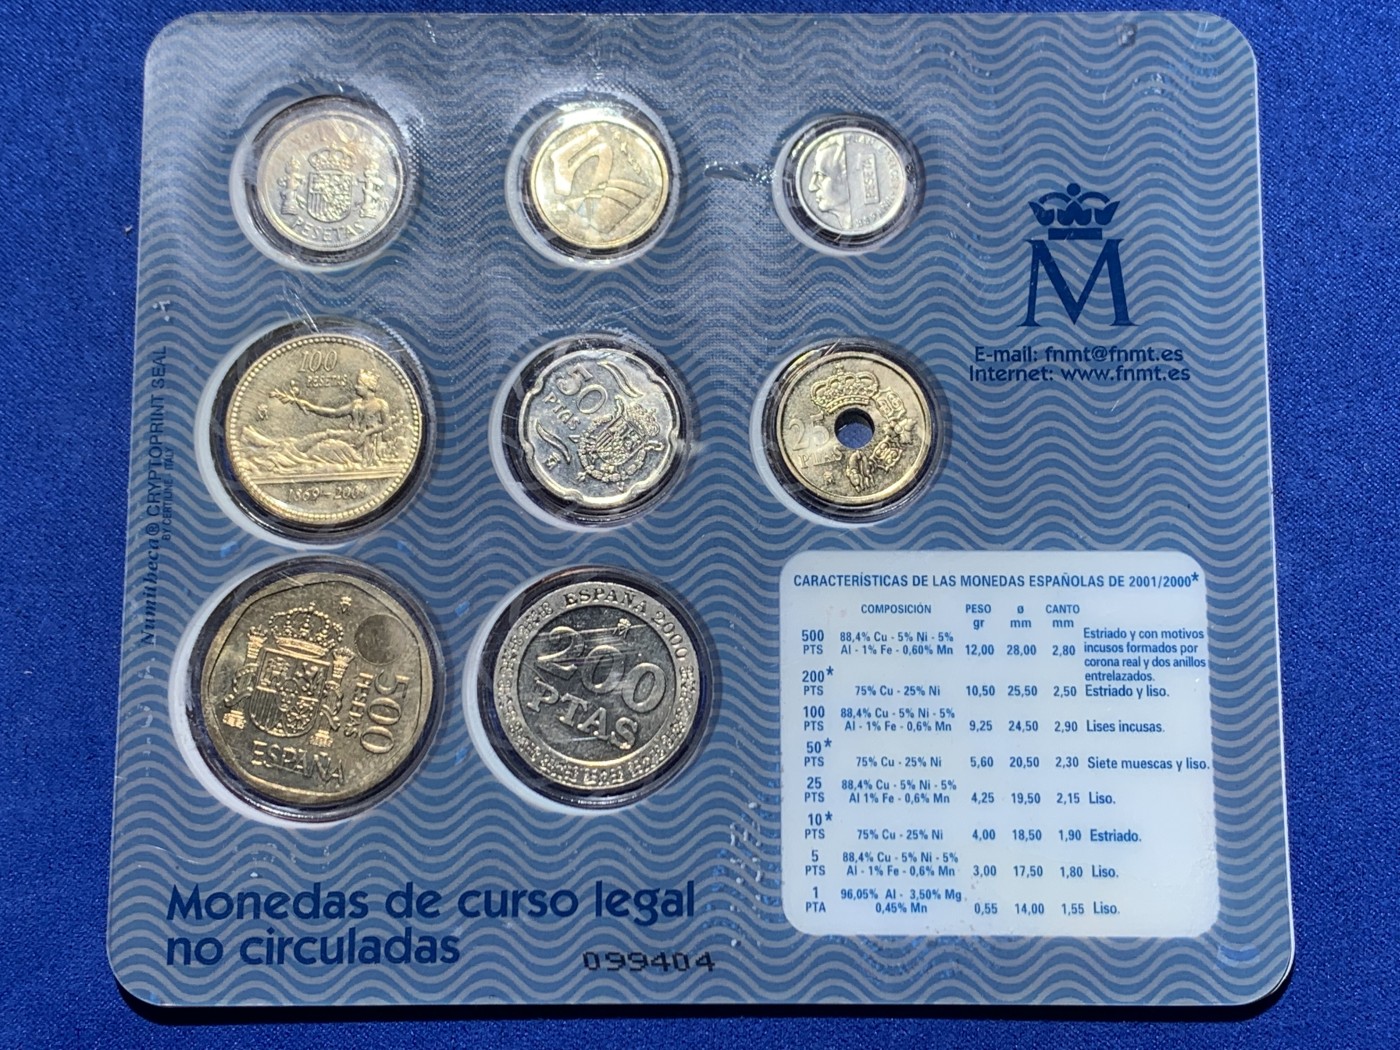 PESETAS
100
PESETAS
1869-2001
50
PTAS
25
PTAS
M
E-mail: fnmt@fnmt.es
Internet: www.fnmt.es
Numitheca® CRYPTOPRINT SEAL
BY CERTILINE ITALY
500
PESETAS
ESPAÑA
ESPAÑA 2000
200
PTAS
CARACTERÍSTICAS DE LAS MONEDAS ESPAÑOLAS DE 2001/2000*
COMPOSICIÓN PESO gr ø mm CANTO mm
500 PTS 88,4% Cu - 5% Ni - 5% Al - 1% Fe - 0,60% Mn 12,00 28,00 2,80 Estriado y con motivos incusos formados por corona real y dos anillos entrelazados.
200* PTS 75% Cu - 25% Ni 10,50 25,50 2,50 Estriado y liso.
100 PTS 88,4% Cu - 5% Ni - 5% Al - 1% Fe - 0,6% Mn 9,25 24,50 2,90 Lises incusas.
50* PTS 75% Cu - 25% Ni 5,60 20,50 2,30 Siete muescas y liso.
25 PTS 88,4% Cu - 5% Ni - 5% Al 1% Fe - 0,6% Mn 4,25 19,50 2,15 Liso.
10* PTS 75% Cu - 25% Ni 4,00 18,50 1,90 Estriado.
5 PTS 88,4% Cu - 5% Ni - 5% Al - 1% Fe - 0,6% Mn 3,00 17,50 1,80 Liso.
1 PTA 96,05% Al - 3,50% Mg, 0,45% Mn 0,55 14,00 1,55 Liso.
Monedas de curso legal
no circuladas
099404